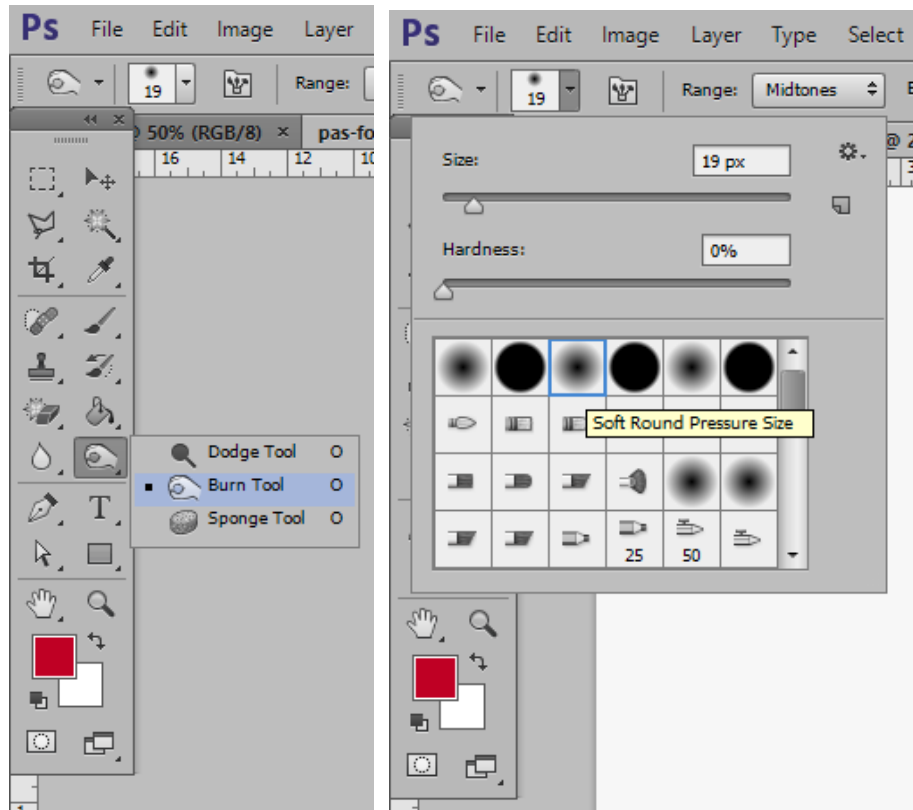 Ps File Edit Image Layer
19 Range:
50% (RGB/8) × pas-fo
16 14 12 10
Dodge Tool O
Burn Tool O
Sponge Tool O
T
Ps File Edit Image Layer Type Select
19 Range: Midtones
Size: 19 px
@ 2
Hardness: 0%
Soft Round Pressure Size
25 50